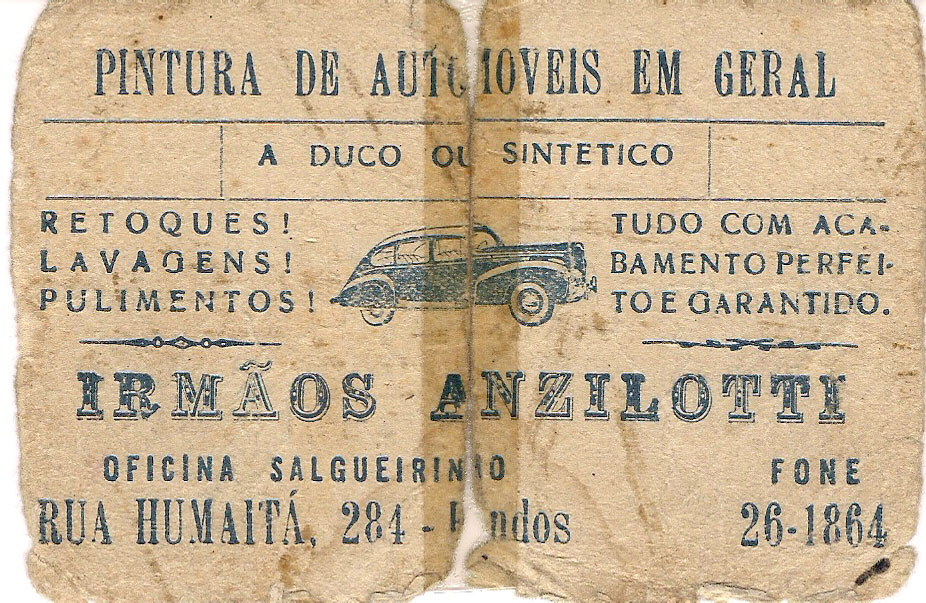 PINTURA DE AUTOMOVEIS EM GERAL
A DUCO OU SINTETICO
RETOQUES!
LAVAGENS!
PULIMENTOS!
TUDO COM ACA-
BAMENTO PERFEI-
TO E GARANTIDO.
IRMÃOS ANZILOTTI
OFICINA SALGUEIRINHO
FONE
RUA HUMAITÁ, 284 - Fundos
26-1864